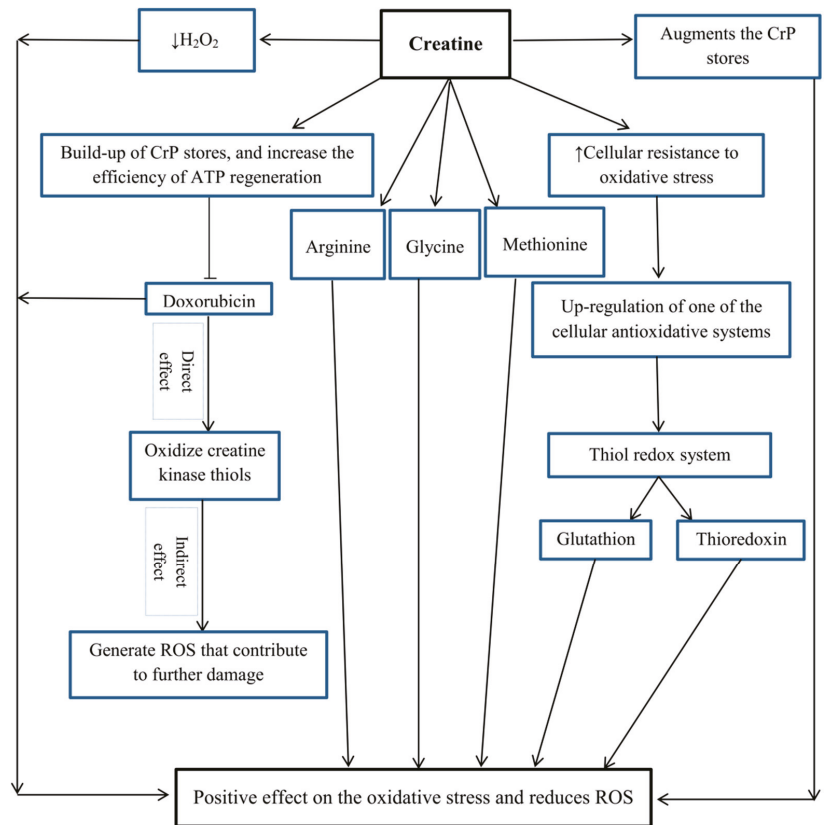 ↓H₂O₂
Creatine
Augments the CrP
stores
Build-up of CrP stores, and increase the
efficiency of ATP regeneration
↑Cellular resistance to
oxidative stress
Arginine
Glycine
Methionine
Doxorubicin
Up-regulation of one of the
cellular antioxidative systems
Direct
effect
Oxidize creatine
kinase thiols
Thiol redox system
Indirect
effect
Glutathion
Thioredoxin
Generate ROS that contribute
to further damage
Positive effect on the oxidative stress and reduces ROS